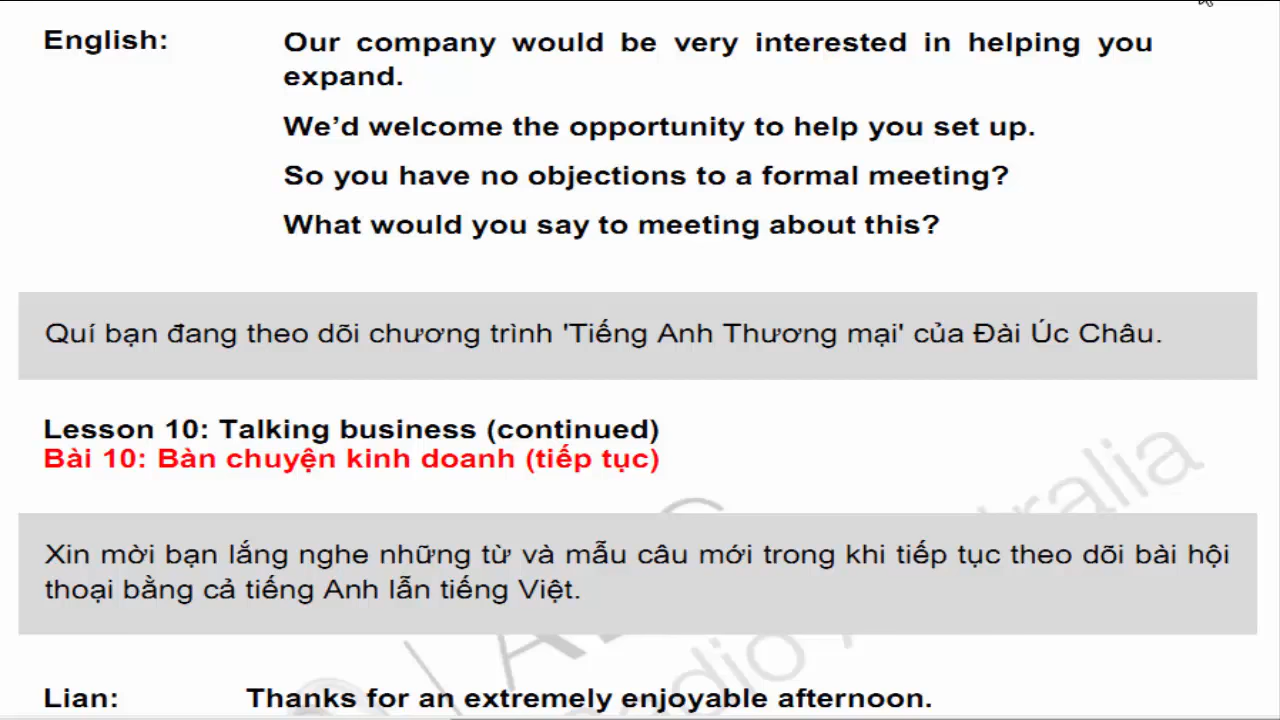 English: Our company would be very interested in helping you
expand.
We’d welcome the opportunity to help you set up.
So you have no objections to a formal meeting?
What would you say to meeting about this?
Quí bạn đang theo dõi chương trình 'Tiếng Anh Thương mại' của Đài Úc Châu.
Lesson 10: Talking business (continued)
Bài 10: Bàn chuyện kinh doanh (tiếp tục)
Xin mời bạn lắng nghe những từ và mẫu câu mới trong khi tiếp tục theo dõi bài hội
thoại bằng cả tiếng Anh lẫn tiếng Việt.
Lian: Thanks for an extremely enjoyable afternoon.